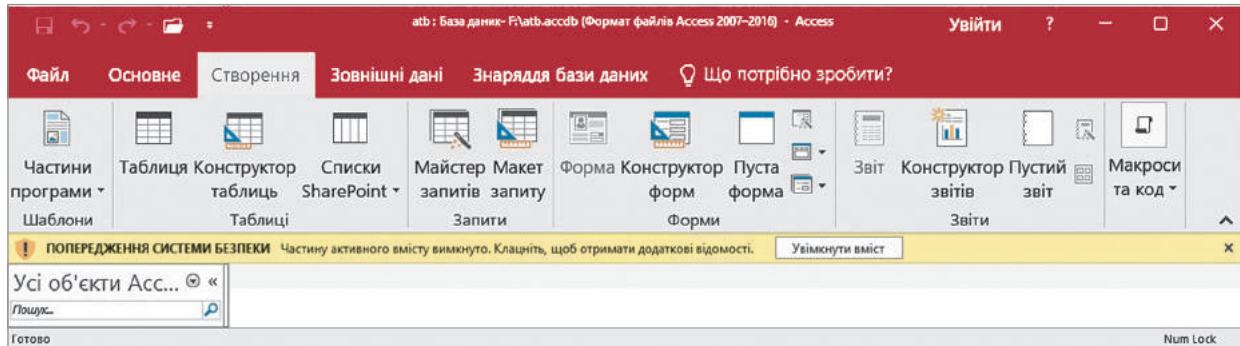 atb : База даних- F:\atb.accdb (Формат файлів Access 2007–2016) - Access Увійти ?
Файл Основне Створення Зовнішні дані Знаряддя бази даних Що потрібно зробити?
Частини програми
Таблиця
Конструктор таблиць
Списки SharePoint
Майстер запитів
Макет запиту
Форма
Конструктор форм
Пуста форма
Звіт
Конструктор звітів
Пустий звіт
Макроси та код
Шаблони Таблиці Запити Форми Звіти
ПОПЕРЕДЖЕННЯ СИСТЕМИ БЕЗПЕКИ Частину активного вмісту вимкнуто. Клацніть, щоб отримати додаткові відомості. Увімкнути вміст
Усі об'єкти Acc... «
Пошук...
Готово Num Lock